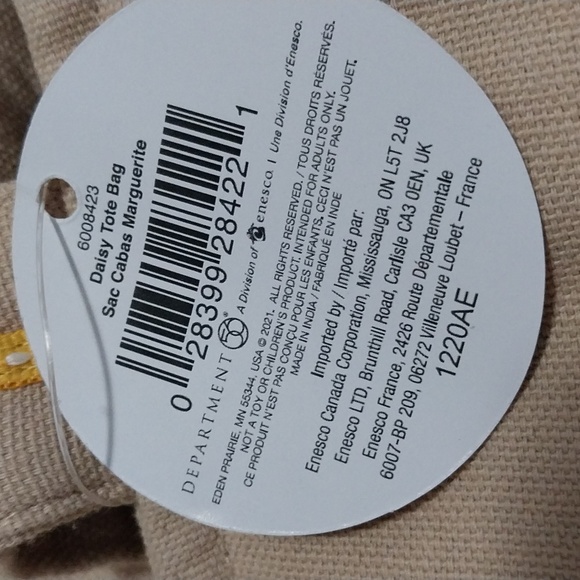 6008423
Daisy Tote Bag
Sac Cabas Marguerite
0 28399 28422 1
DEPARTMENT 56® A Division of enesco. | Une Division d'Enesco.
EDEN PRAIRIE, MN 55344, USA © 2021. ALL RIGHTS RESERVED. / TOUS DROITS RÉSERVÉS.
NOT A TOY OR CHILDREN'S PRODUCT. INTENDED FOR ADULTS ONLY.
CE PRODUIT N'EST PAS CONÇU POUR LES ENFANTS, CECI N'EST PAS UN JOUET.
MADE IN INDIA / FABRIQUÉ EN INDE
Imported by / Importé par:
Enesco Canada Corporation, Mississauga, ON L5T 2J8
Enesco LTD, Brunthill Road, Carlisle CA3 0EN, UK
Enesco France, 2426 Route Départementale
6007-BP 209, 06272 Villeneuve Loubet – France
1220AE